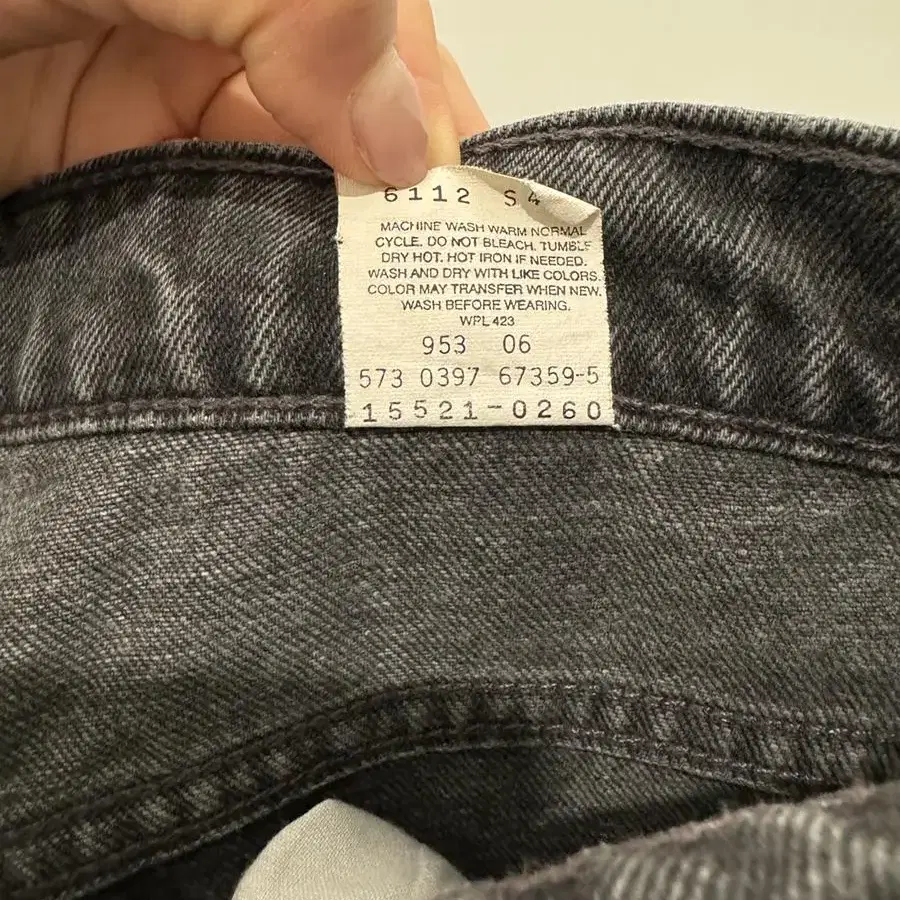 6112 S4
MACHINE WASH WARM NORMAL
CYCLE. DO NOT BLEACH. TUMBLE
DRY HOT. HOT IRON IF NEEDED.
WASH AND DRY WITH LIKE COLORS.
COLOR MAY TRANSFER WHEN NEW.
WASH BEFORE WEARING.
WPL 423
953 06
573 0397 67359-5
15521-0260